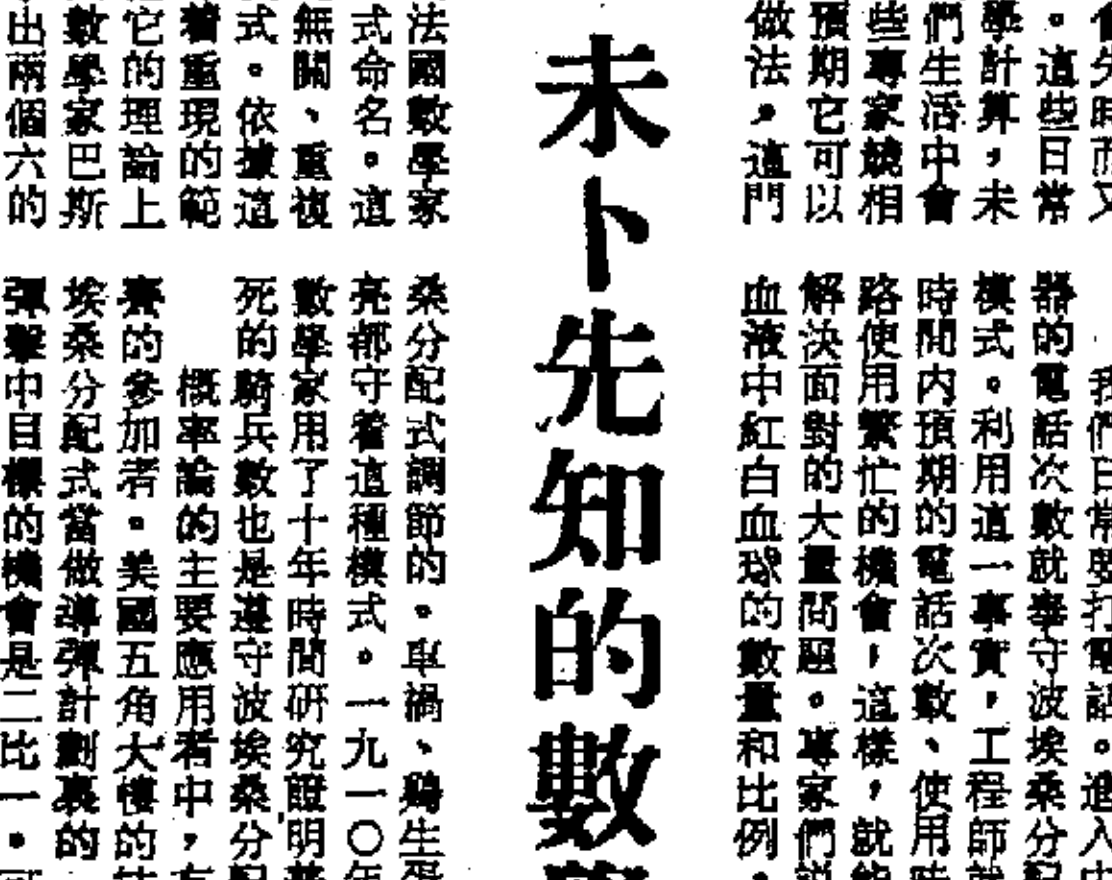 。這些日常
學計算，未
們生活中會
些專家競相
預期它可以
做法。這門
我們日常要打電話。進入
器的電話次數就奉守波埃桑分配
模式。利用這一事實，工程師就
時間內預期的電話次數、使用時
路使用繁忙的機會，這樣，就能
解決面對的大量問題。專家們説
血液中紅白血球的數量和比例，
未卜先知的數學
法國數學家
式命名。這
無關、重複
式。依據這
着重現的範
它的理論上
數學家巴斯
出兩個六的
桑分配式調節的。車禍、鷄生蛋
亮都守着這種模式。一九一〇年
數學家用了十年時間研究證明
死的騎兵數也是遵守波埃桑分配
概率論的主要應用者中，有
賽的參加者。美國五角大樓的
埃桑分配式當做導彈計劃裏的
彈擊中目標的機會是二比一。可